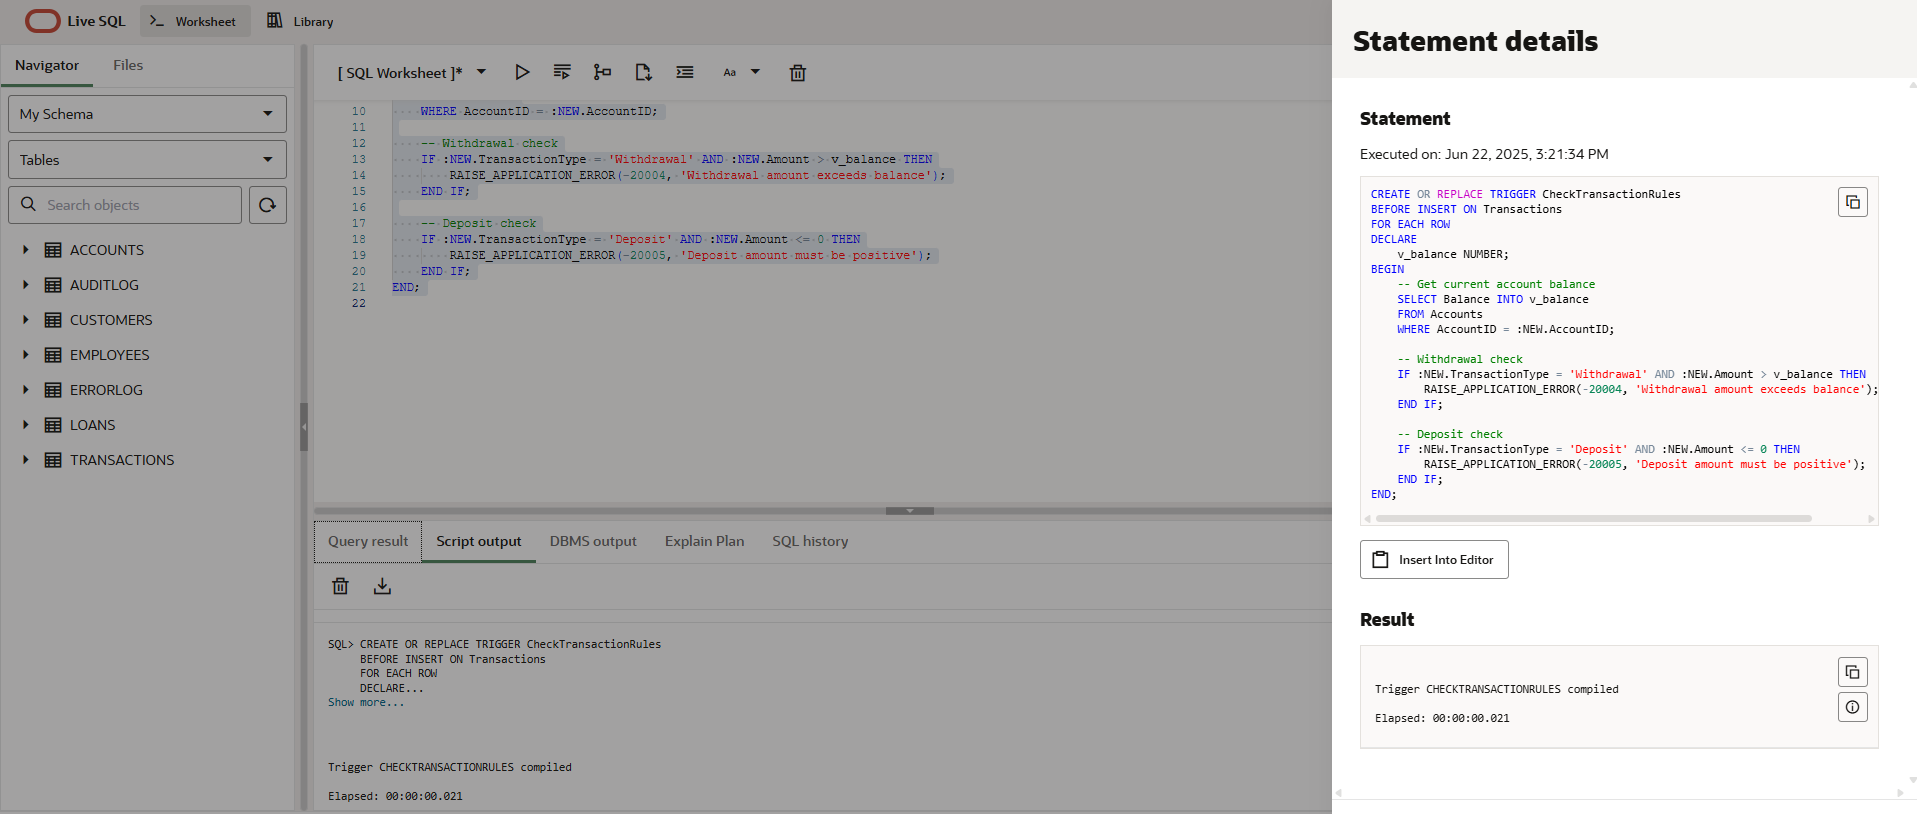 Live SQL
Worksheet
Library
Navigator
Files
My Schema
Tables
Search objects
ACCOUNTS
AUDITLOG
CUSTOMERS
EMPLOYEES
ERRORLOG
LOANS
TRANSACTIONS
[ SQL Worksheet ]*
Aa
10 WHERE AccountID = :NEW.AccountID;
11
12 -- Withdrawal check
13 IF :NEW.TransactionType = 'Withdrawal' AND :NEW.Amount > v_balance THEN
14 RAISE_APPLICATION_ERROR(-20004, 'Withdrawal amount exceeds balance');
15 END IF;
16
17 -- Deposit check
18 IF :NEW.TransactionType = 'Deposit' AND :NEW.Amount <= 0 THEN
19 RAISE_APPLICATION_ERROR(-20005, 'Deposit amount must be positive');
20 END IF;
21 END;
22
Query result
Script output
DBMS output
Explain Plan
SQL history
SQL> CREATE OR REPLACE TRIGGER CheckTransactionRules
BEFORE INSERT ON Transactions
FOR EACH ROW
DECLARE...
Show more...
Trigger CHECKTRANSACTIONRULES compiled
Elapsed: 00:00:00.021
Statement details
Statement
Executed on: Jun 22, 2025, 3:21:34 PM
CREATE OR REPLACE TRIGGER CheckTransactionRules
BEFORE INSERT ON Transactions
FOR EACH ROW
DECLARE
v_balance NUMBER;
BEGIN
-- Get current account balance
SELECT Balance INTO v_balance
FROM Accounts
WHERE AccountID = :NEW.AccountID;
-- Withdrawal check
IF :NEW.TransactionType = 'Withdrawal' AND :NEW.Amount > v_balance THEN
RAISE_APPLICATION_ERROR(-20004, 'Withdrawal amount exceeds balance');
END IF;
-- Deposit check
IF :NEW.TransactionType = 'Deposit' AND :NEW.Amount <= 0 THEN
RAISE_APPLICATION_ERROR(-20005, 'Deposit amount must be positive');
END IF;
END;
Insert Into Editor
Result
Trigger CHECKTRANSACTIONRULES compiled
Elapsed: 00:00:00.021